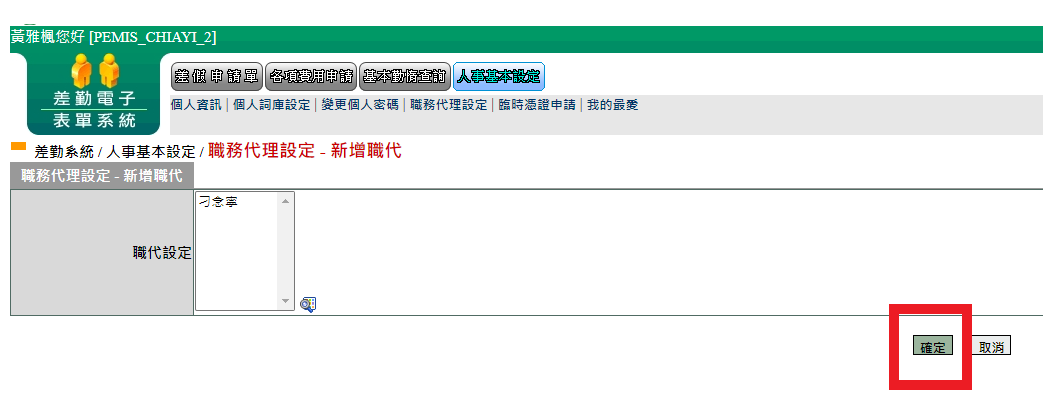 黃雅楓您好 [PEMIS_CHIAYI_2]
差勤電子
表單系統
差假申請單 各項費用申請 基本勤惰查詢 人事基本設定
個人資訊 | 個人詞庫設定 | 變更個人密碼 | 職務代理設定 | 臨時憑證申請 | 我的最愛
差勤系統 / 人事基本設定 / 職務代理設定 - 新增職代
職務代理設定 - 新增職代
刁念寧
職代設定
確定 取消